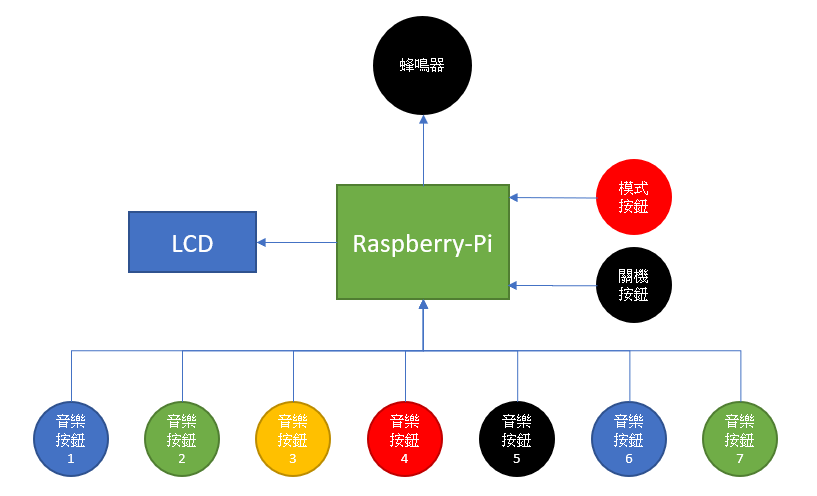 蜂鳴器
模式
按鈕
LCD
Raspberry-Pi
關機
按鈕
音樂
按鈕
1
音樂
按鈕
2
音樂
按鈕
3
音樂
按鈕
4
音樂
按鈕
5
音樂
按鈕
6
音樂
按鈕
7